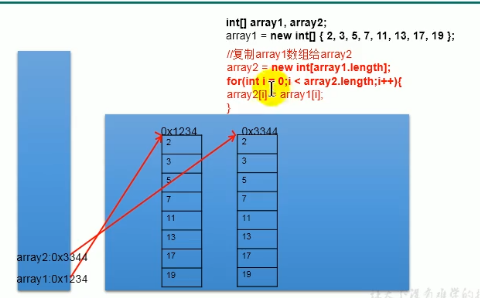 int[] array1, array2;
array1 = new int[] { 2, 3, 5, 7, 11, 13, 17, 19 };
//复制array1数组给array2
array2 = new int[array1.length];
for(int i = 0;i < array2.length;i++){
array2[i] = array1[i];
}
0x1234
2
3
5
7
11
13
17
19
0x3344
2
3
5
7
11
13
17
19
array2:0x3344
array1:0x1234